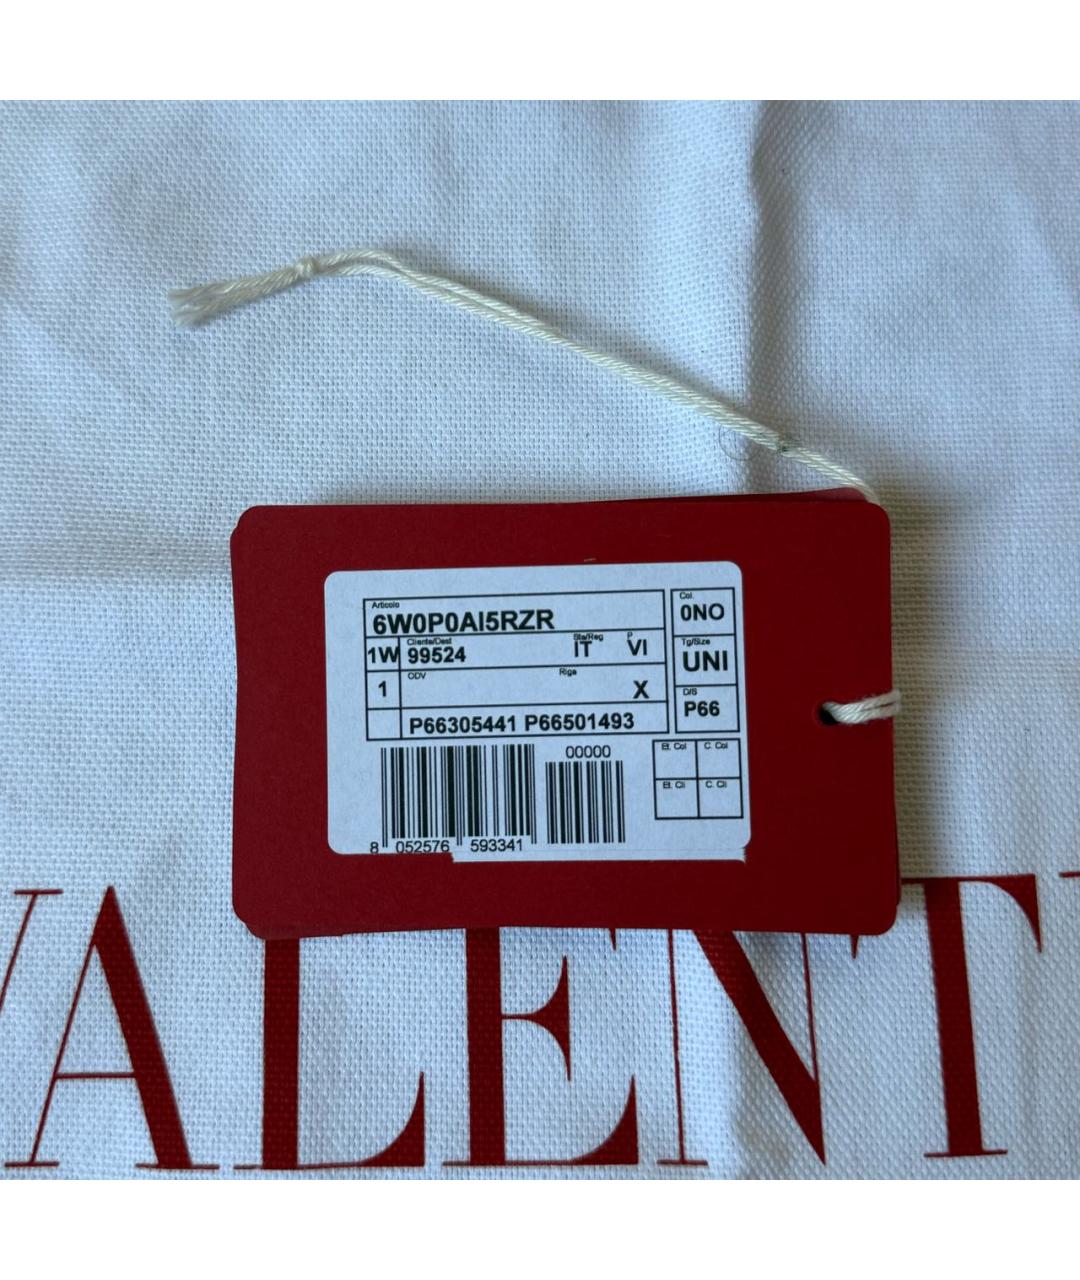 Articolo
6W0P0AI5RZR
Col.
0NO
1W
Cliente/Dest
99524
Sta/Reg
IT
P
VI
Tg/Size
UNI
1
ODV
Riga
X
D/S
P66
P66305441 P66501493
00000
Et. Col
C. Col
Et. Cli
C. Cli
8 052576 593341
VALENT